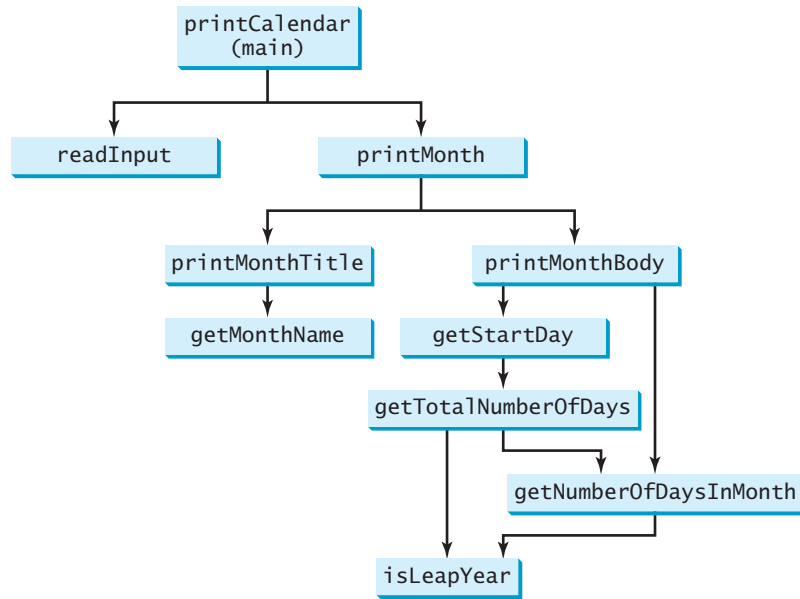 printCalendar
(main)
readInput
printMonth
printMonthTitle
printMonthBody
getMonthName
getStartDay
getTotalNumberOfDays
getNumberOfDaysInMonth
isLeapYear